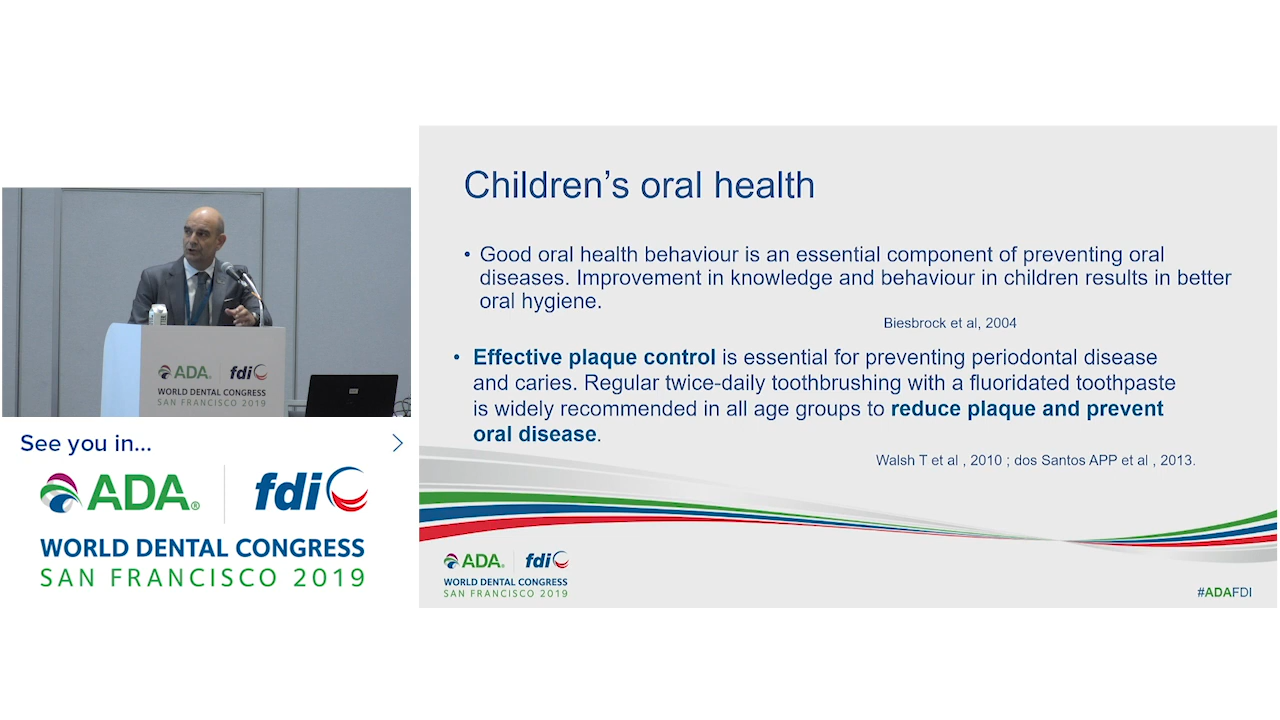 ADA. fdi
WORLD DENTAL CONGRESS
SAN FRANCISCO 2019
See you in...
ADA® fdi
WORLD DENTAL CONGRESS
SAN FRANCISCO 2019
Children's oral health
• Good oral health behaviour is an essential component of preventing oral
diseases. Improvement in knowledge and behaviour in children results in better
oral hygiene.
Biesbrock et al, 2004
• Effective plaque control is essential for preventing periodontal disease
and caries. Regular twice-daily toothbrushing with a fluoridated toothpaste
is widely recommended in all age groups to reduce plaque and prevent
oral disease.
Walsh T et al , 2010 ; dos Santos APP et al , 2013.
ADA. fdi
WORLD DENTAL CONGRESS
SAN FRANCISCO 2019
#ADAFDI